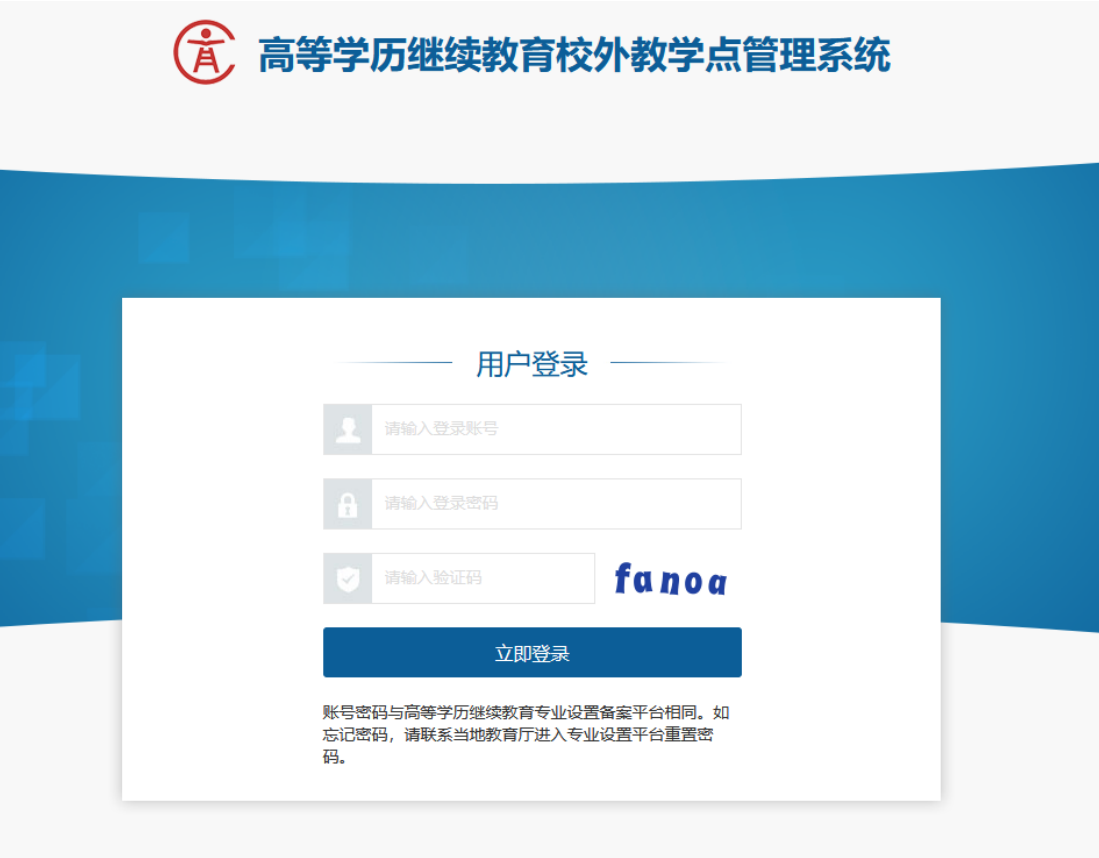 高等学历继续教育校外教学点管理系统
用户登录
请输入登录账号
请输入登录密码
请输入验证码
fanoa
立即登录
账号密码与高等学历继续教育专业设置备案平台相同。如
忘记密码，请联系当地教育厅进入专业设置平台重置密
码。